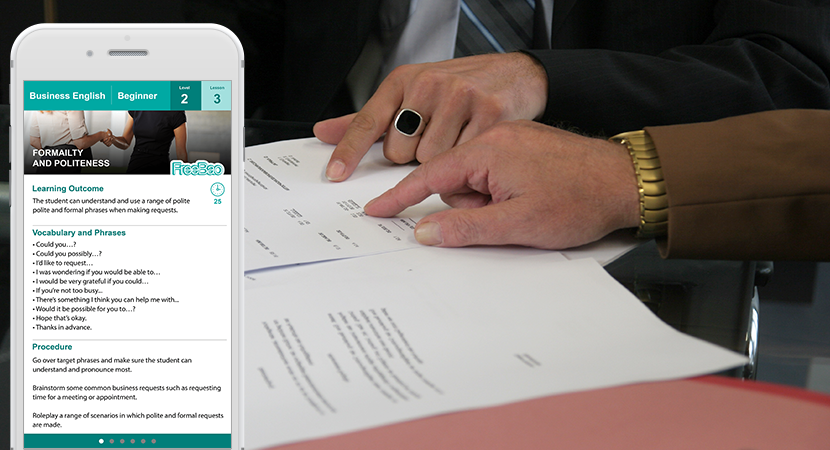 Business English
Beginner
Level
2
Lesson
3
FORMAILTY
AND POLITENESS
FreeBao
Learning Outcome
25
The student can understand and use a range of polite
polite and formal phrases when making requests.
Vocabulary and Phrases
• Could you…?
• Could you possibly…?
• I'd like to request…
• I was wondering if you would be able to…
• I would be very grateful if you could…
• If you're not too busy...
• There's something I think you can help me with...
• Would it be possible for you to…?
• Hope that's okay.
• Thanks in advance.
Procedure
Go over target phrases and make sure the student can
understand and pronounce most.
Brainstorm some common business requests such as requesting
time for a meeting or appointment.
Roleplay a range of scenarios in which polite and formal requests
are made.